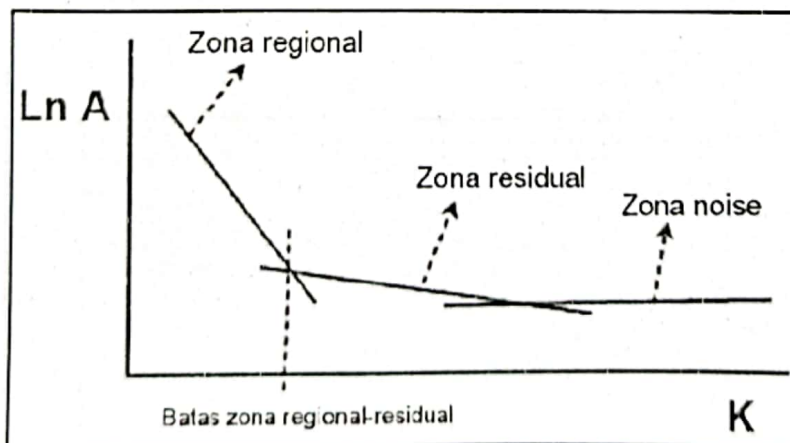 Zona regional
Ln A
Zona residual
Zona noise
Batas zona regional-residual
K